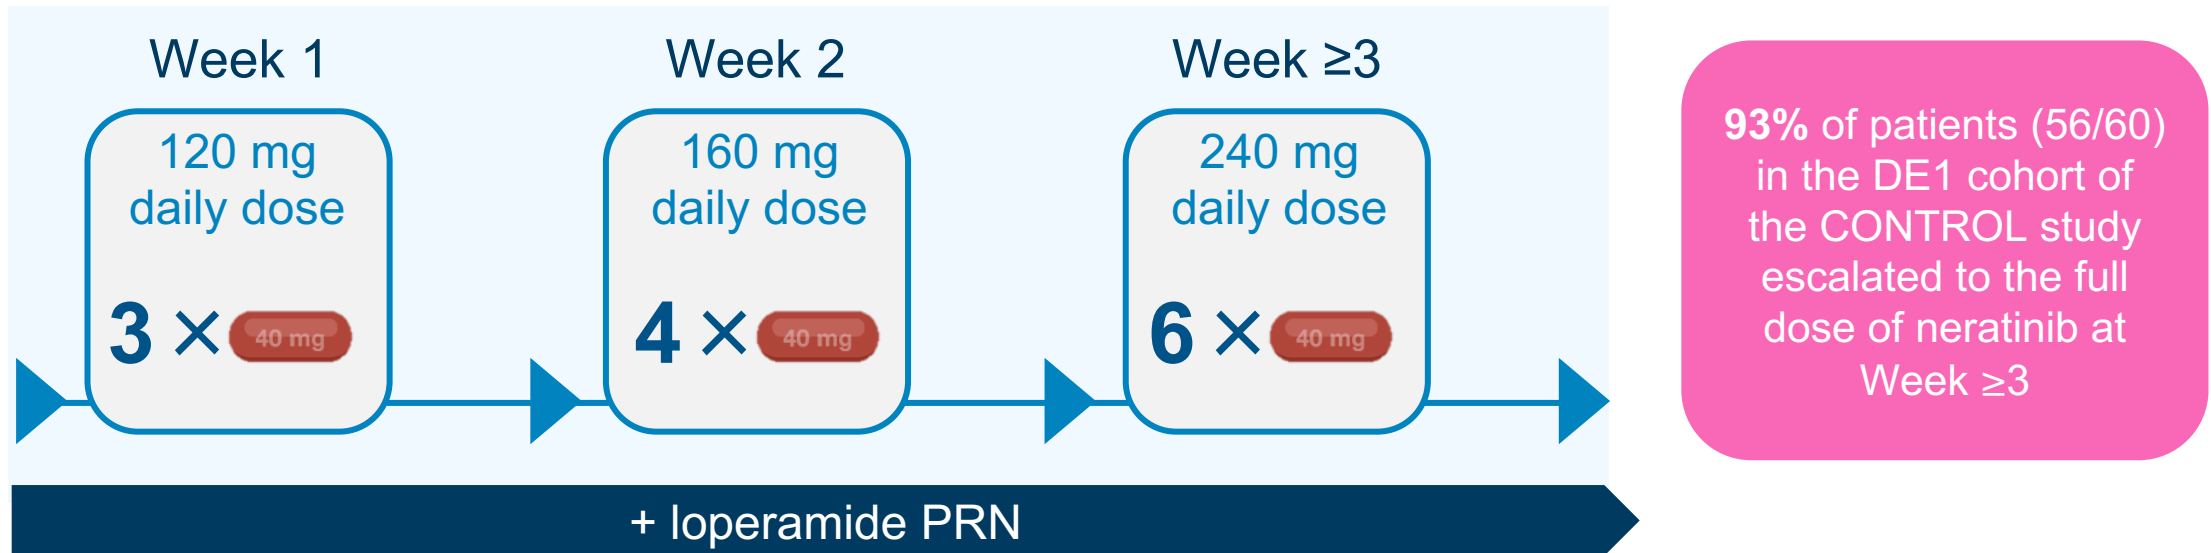 Week 1
120 mg
daily dose
3 × 40 mg
Week 2
160 mg
daily dose
4 × 40 mg
Week ≥3
240 mg
daily dose
6 × 40 mg
+ loperamide PRN
93% of patients (56/60)
in the DE1 cohort of
the CONTROL study
escalated to the full
dose of neratinib at
Week ≥3